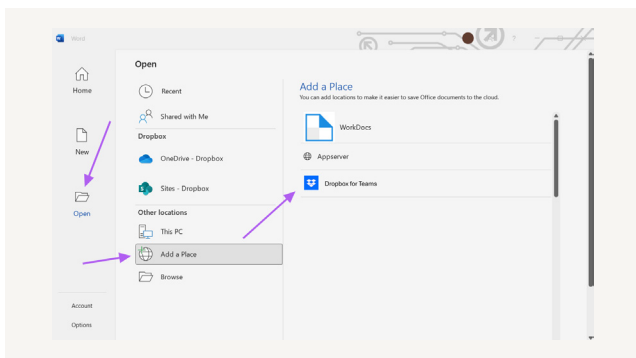 Word
?
Home
New
Open
Account
Options
Open
Recent
Shared with Me
Dropbox
OneDrive - Dropbox
Sites - Dropbox
Other locations
This PC
Add a Place
Browse
Add a Place
You can add locations to make it easier to save Office documents to the cloud.
WorkDocs
Appserver
Dropbox for Teams